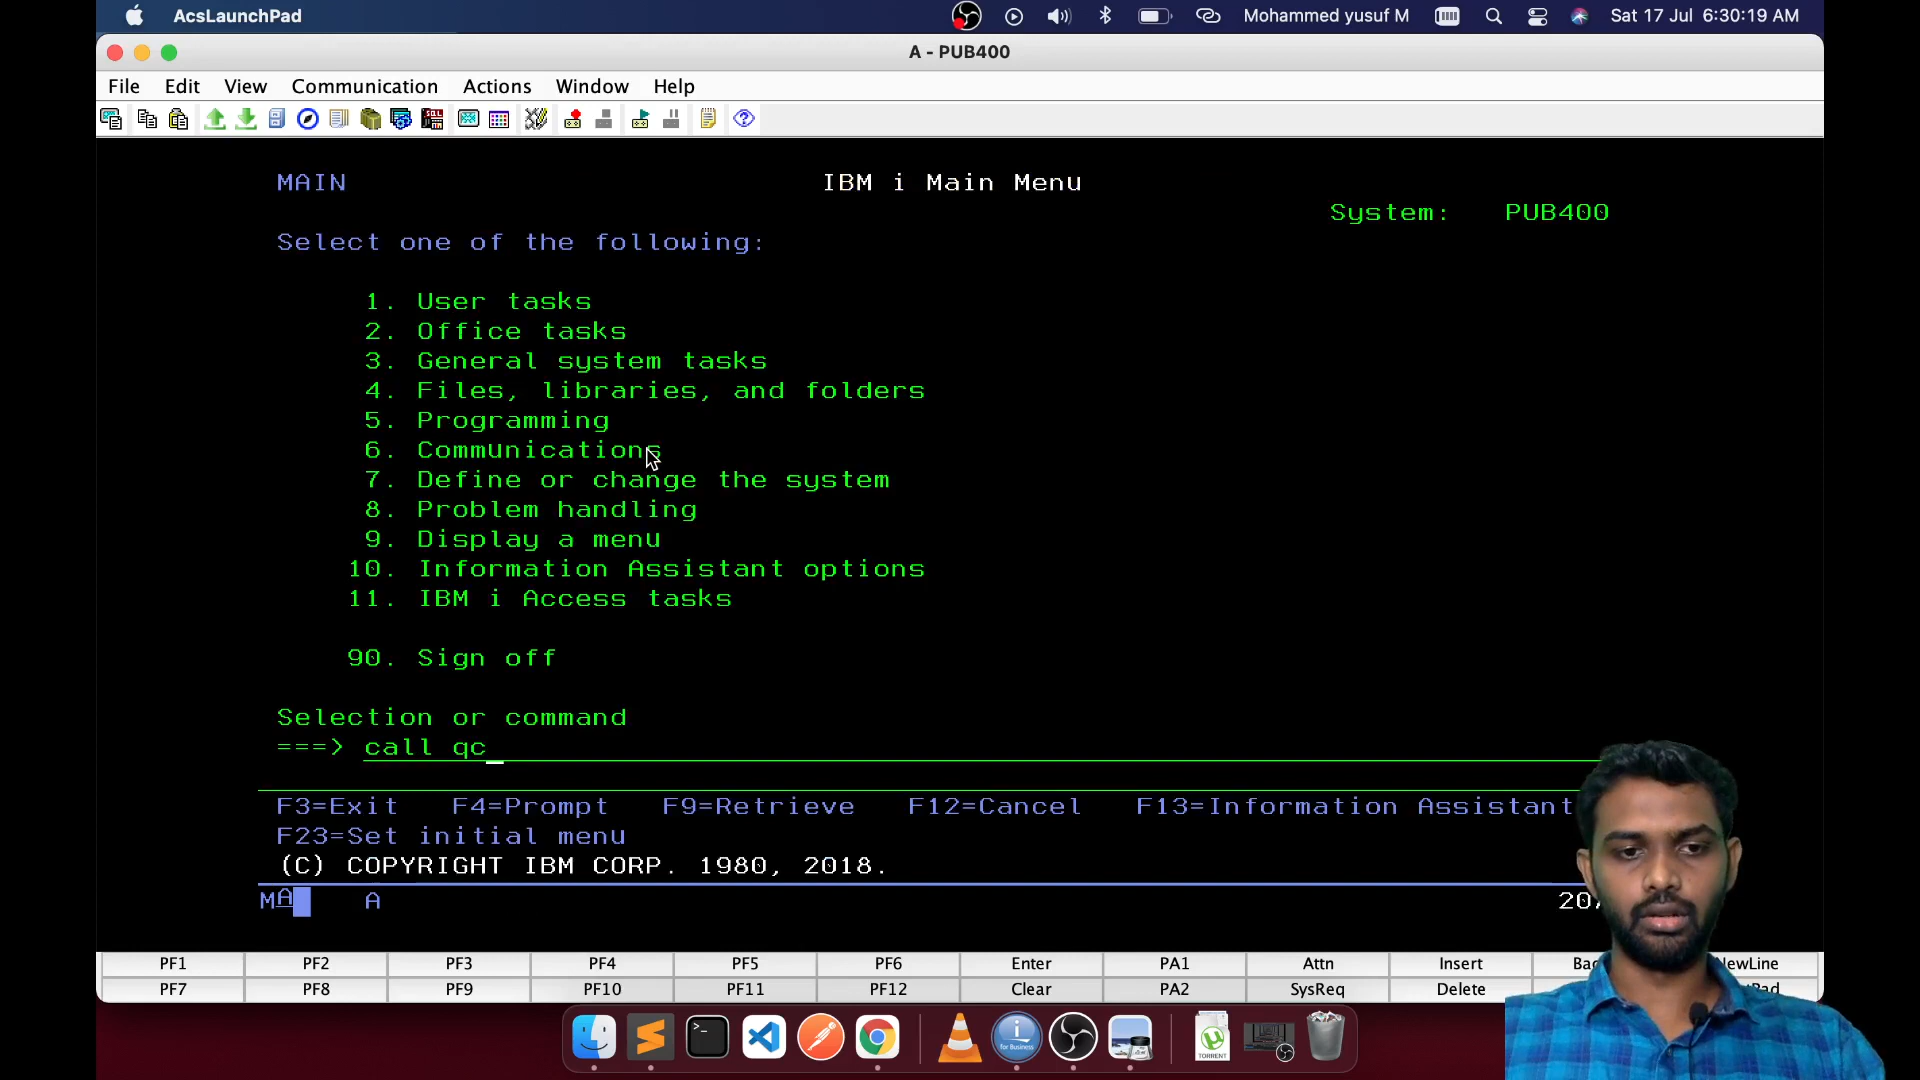 AcsLaunchPad Mohammed yusuf M Sat 17 Jul 6:30:19 AM
A - PUB400
File Edit View Communication Actions Window Help
MAIN IBM i Main Menu
System: PUB400
Select one of the following:
1. User tasks
2. Office tasks
3. General system tasks
4. Files, libraries, and folders
5. Programming
6. Communications
7. Define or change the system
8. Problem handling
9. Display a menu
10. Information Assistant options
11. IBM i Access tasks
90. Sign off
Selection or command
===> call qc_
F3=Exit F4=Prompt F9=Retrieve F12=Cancel F13=Information Assistant
F23=Set initial menu
(C) COPYRIGHT IBM CORP. 1980, 2018.
MA A
PF1 PF2 PF3 PF4 PF5 PF6 Enter PA1 Attn Insert
PF7 PF8 PF9 PF10 PF11 PF12 Clear PA2 SysReq Delete
i for Business TORRENT